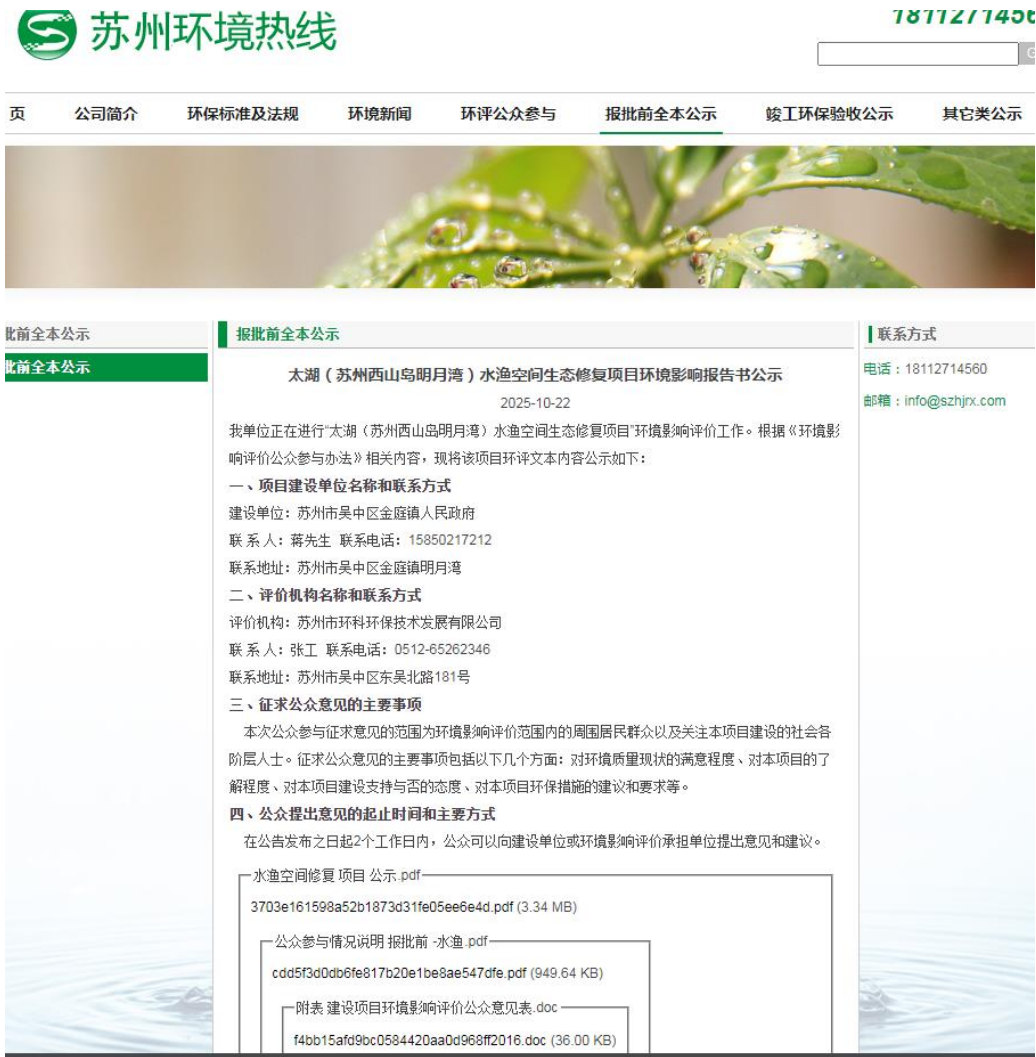 苏州环境热线
页 公司简介 环保标准及法规 环境新闻 环评公众参与 报批前全本公示 竣工环保验收公示 其它类公示
批前全本公示
批前全本公示
报批前全本公示
太湖（苏州西山岛明月湾）水渔空间生态修复项目环境影响报告书公示
2025-10-22
我单位正在进行“太湖（苏州西山岛明月湾）水渔空间生态修复项目”环境影响评价工作。根据《环境影
响评价公众参与办法》相关内容，现将该项目环评文本内容公示如下：
一、项目建设单位名称和联系方式
建设单位：苏州市吴中区金庭镇人民政府
联 系 人：蒋先生 联系电话：15850217212
联系地址：苏州市吴中区金庭镇明月湾
二、评价机构名称和联系方式
评价机构：苏州市环科环保技术发展有限公司
联 系 人：张工 联系电话：0512-65262346
联系地址：苏州市吴中区东吴北路181号
三、征求公众意见的主要事项
本次公众参与征求意见的范围为环境影响评价范围内的周围居民群众以及关注本项目建设的社会各
阶层人士。征求公众意见的主要事项包括以下几个方面：对环境质量现状的满意程度、对本项目的了
解程度、对本项目建设支持与否的态度、对本项目环保措施的建议和要求等。
四、公众提出意见的起止时间和主要方式
在公告发布之日起2个工作日内，公众可以向建设单位或环境影响评价承担单位提出意见和建议。
水渔空间修复 项目 公示.pdf
3703e161598a52b1873d31fe05ee6e4d.pdf (3.34 MB)
公众参与情况说明 报批前 -水渔.pdf
cdd5f3d0db6fe817b20e1be8ae547dfe.pdf (949.64 KB)
附表 建设项目环境影响评价公众意见表.doc
f4bb15afd9bc0584420aa0d968ff2016.doc (36.00 KB)
联系方式
电话：18112714560
邮箱：info@szhjrx.com